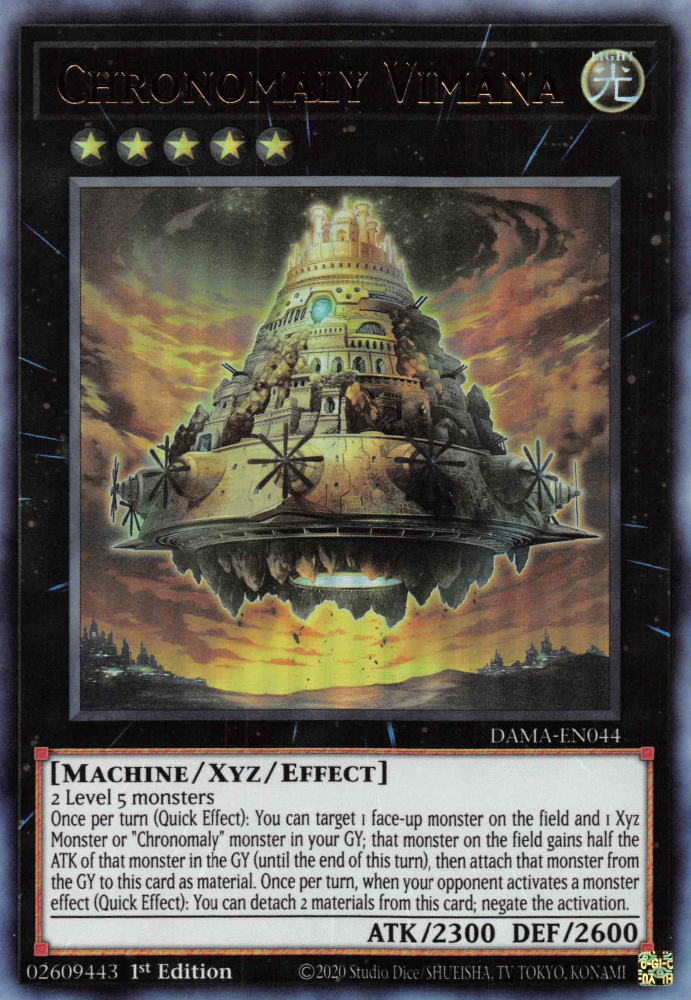 CHRONOMALY VIMANA
LIGHT
光
DAMA-EN044
[MACHINE/XYZ/EFFECT]
2 Level 5 monsters
Once per turn (Quick Effect): You can target 1 face-up monster on the field and 1 Xyz
Monster or "Chronomaly" monster in your GY; that monster on the field gains half the
ATK of that monster in the GY (until the end of this turn), then attach that monster from
the GY to this card as material. Once per turn, when your opponent activates a monster
effect (Quick Effect): You can detach 2 materials from this card; negate the activation.
ATK/2300 DEF/2600
02609443 1st Edition ©2020 Studio Dice/SHUEISHA, TV TOKYO, KONAMI